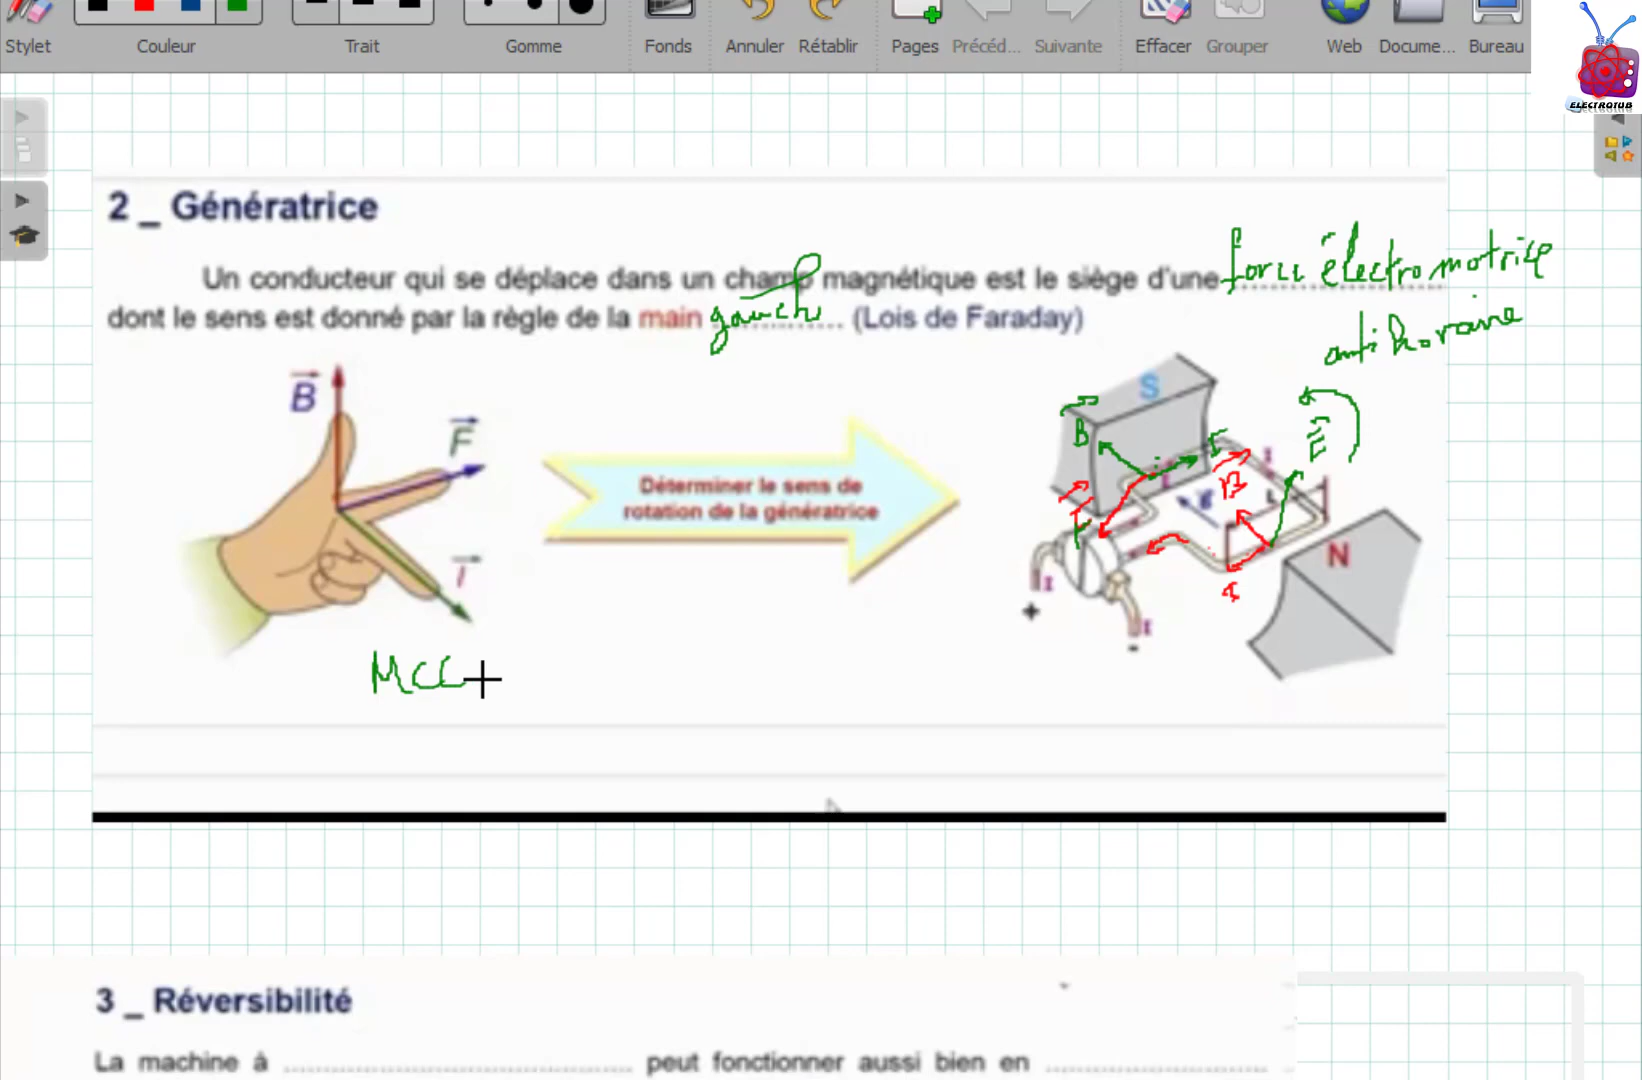 Stylet Couleur Trait Gomme Fonds Annuler Rétablir Pages Précéd... Suivante Effacer Grouper Web Docume... Bureau
ELECTROTUB
2 _ Génératrice
Un conducteur qui se déplace dans un champ magnétique est le siège d'une force électromotrice
dont le sens est donné par la règle de la main gauche (Lois de Faraday)
antihoraire
B
F
I
Déterminer le sens de
rotation de la génératrice
S
B
F
I
B
F
I
N
I
+
I
-
MCC
3 _ Réversibilité
La machine à .................................... peut fonctionner aussi bien en ............................